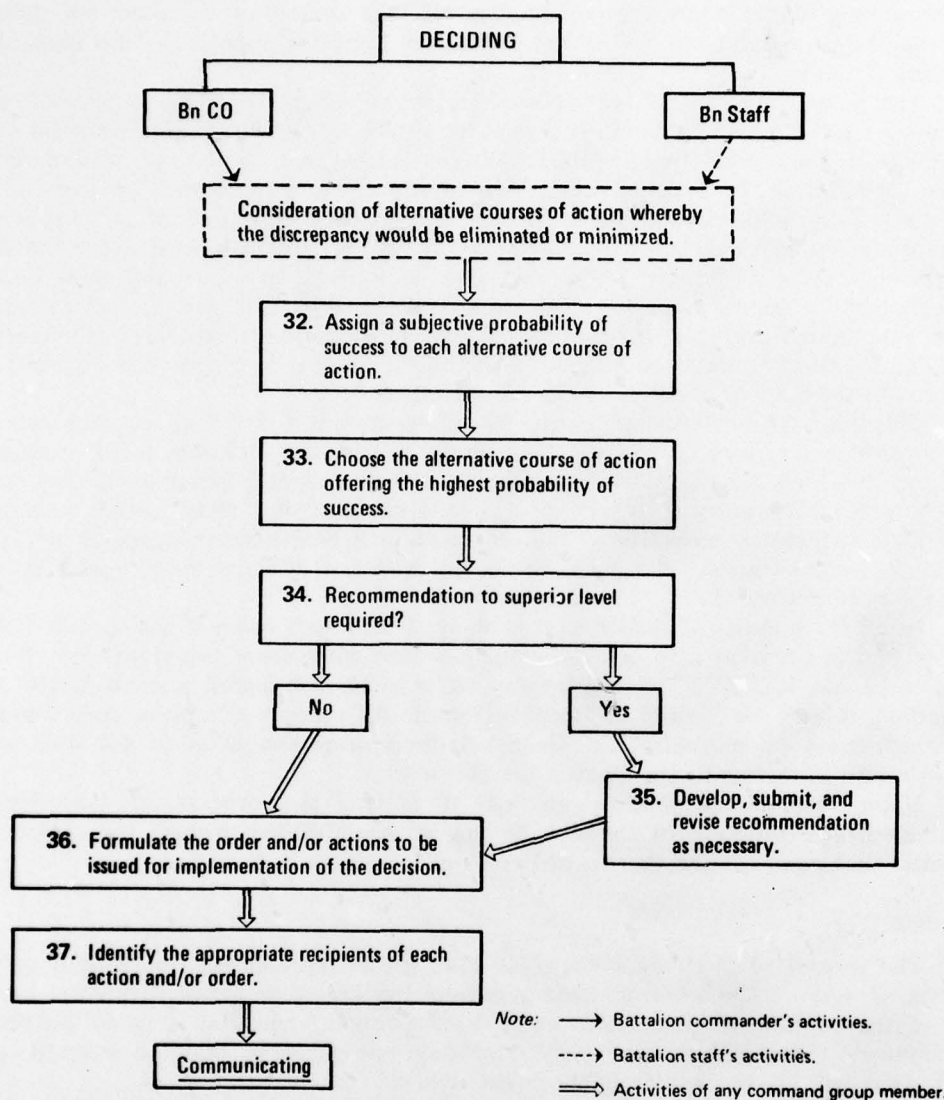 DECIDING
Bn CO
Bn Staff
Consideration of alternative courses of action whereby
the discrepancy would be eliminated or minimized.
32. Assign a subjective probability of
success to each alternative course of
action.
33. Choose the alternative course of action
offering the highest probability of
success.
34. Recommendation to superior level
required?
No
Yes
35. Develop, submit, and
revise recommendation
as necessary.
36. Formulate the order and/or actions to
be issued for implementation of the decision.
37. Identify the appropriate recipients of each
action and/or order.
Communicating
Note: Battalion commander's activities.
Battalion staff's activities.
Activities of any command group member.